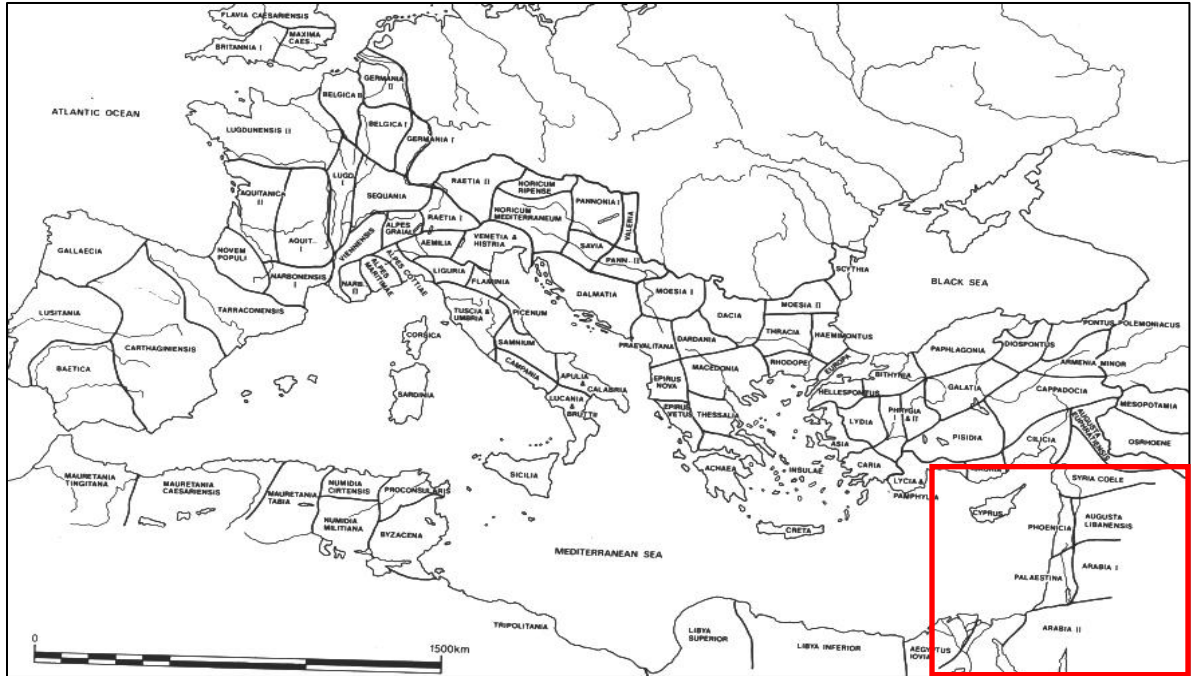 FLAVIA CAESARIENSIS
MAXIMA
CAES..
BRITANNIA I
ATLANTIC OCEAN
GERMANIA
II
BELGICA II
BELGICA I
GERMANIA I
LUGDUNENSIS II
LUGD.
I
SEQUANIA
AQUITANICA
II
AQUIT..
I
NOVEM
POPULI
NARBONENSIS
I
VIENNENSIS
NARB.
II
ALPES
GRAIAE
ALPES
MARITIMAE
ALPES COTTIAE
RAETIA II
RAETIA I
NORICUM
RIPENSE
NORICUM
MEDITERRANEUM
PANNONIA I
VALERIA
SAVIA
PANN. II
AEMILIA
VENETIA &
HISTRIA
LIGURIA
FLAMINIA
TUSCIA &
UMBRIA
PICENUM
SAMNIUM
CAMPANIA
APULIA
&
CALABRIA
LUCANIA
&
BRUTTII
CORSICA
SARDINIA
SICILIA
GALLAECIA
LUSITANIA
BAETICA
CARTHAGINIENSIS
TARRACONENSIS
DALMATIA
MOESIA I
DACIA
MOESIA II
SCYTHIA
PRAEVALITANA
DARDANIA
THRACIA
HAEMIMONTUS
RHODOPE
EUROPA
MACEDONIA
EPIRUS
NOVA
EPIRUS
VETUS
THESSALIA
ACHAEA
INSULAE
CRETA
BLACK SEA
BITHYNIA
HELLESPONTUS
PAPHLAGONIA
DIOSPONTUS
PONTUS POLEMONIACUS
ARMENIA MINOR
GALATIA
CAPPADOCIA
PHRYGIA
I
& II
LYDIA
ASIA
CARIA
PISIDIA
LYCIA &
PAMPHYLIA
CILICIA
AUGUSTA
EUPHRATENSIS
MESOPOTAMIA
OSRHOENE
SYRIA COELE
CYPRUS
PHOENICIA
AUGUSTA
LIBANENSIS
PALAESTINA
ARABIA I
ARABIA II
MAURETANIA
TINGITANA
MAURETANIA
CAESARIENSIS
MAURETANIA
TABIA
NUMIDIA
CIRTENSIS
NUMIDIA
MILITIANA
PROCONSULARIS
BYZACENA
MEDITERRANEAN SEA
TRIPOLITANIA
LIBYA
SUPERIOR
LIBYA INFERIOR
AEGYPTUS
IOVIA
0
1500km